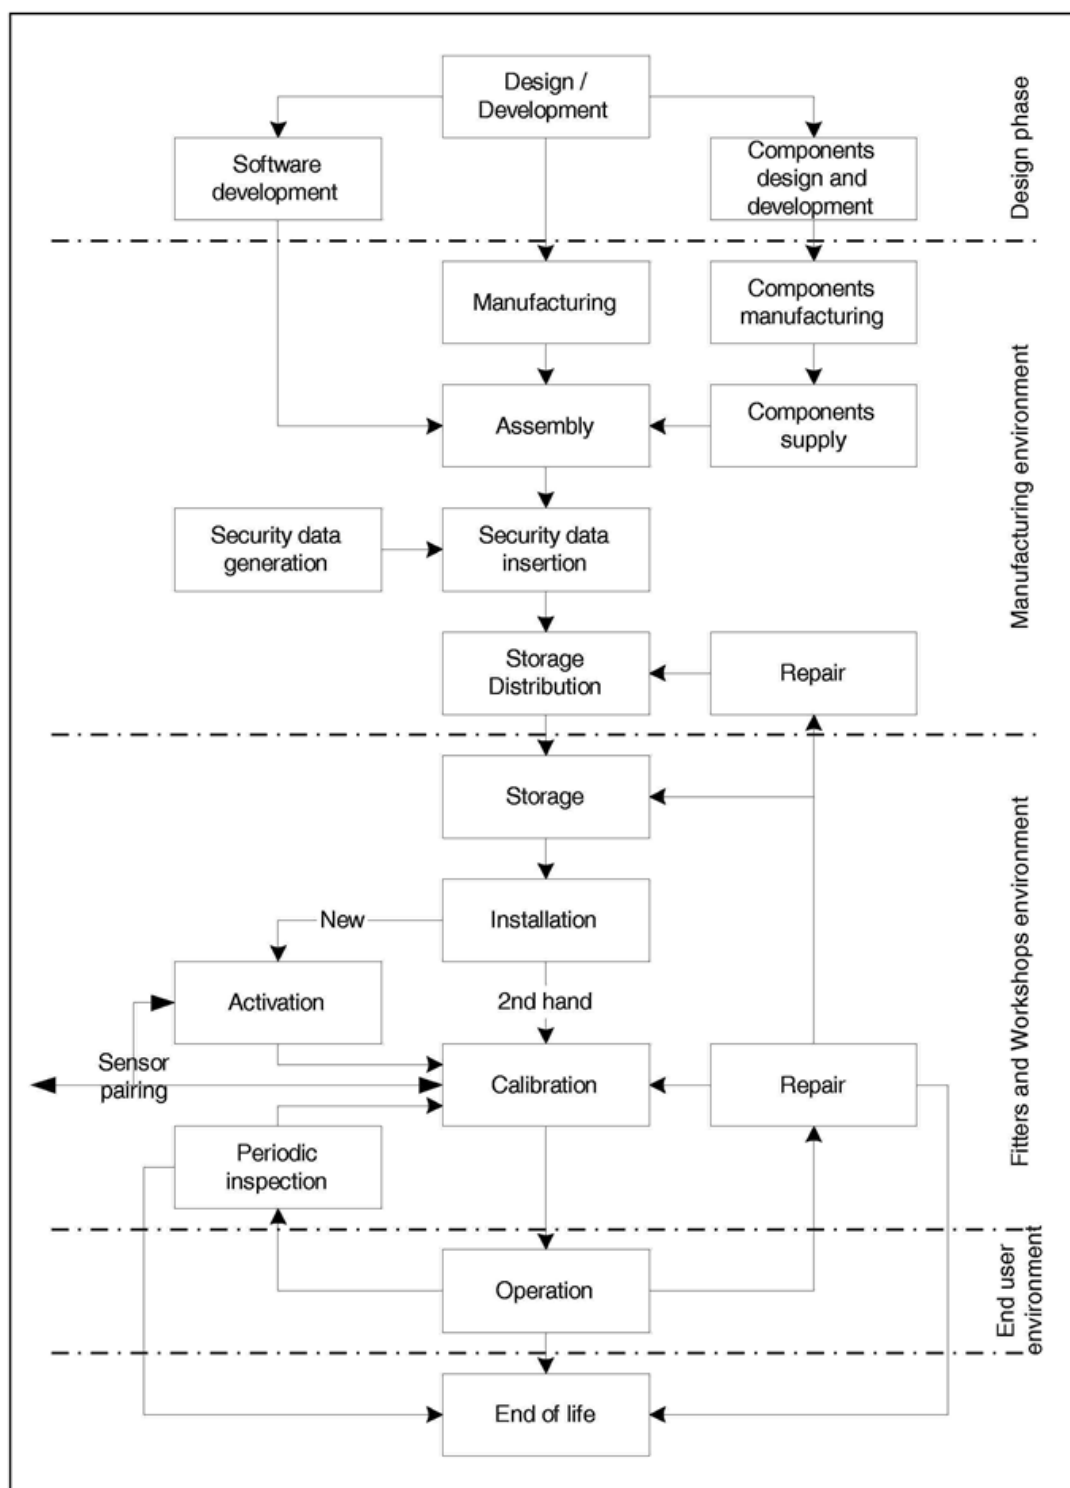 Design /
Development
Software
development
Components
design and
development
Design phase
Manufacturing
Components
manufacturing
Assembly
Components
supply
Security data
generation
Security data
insertion
Storage
Distribution
Repair
Manufacturing environment
Storage
Installation
New
Activation
2nd hand
Sensor
pairing
Calibration
Repair
Periodic
inspection
Fitters and Workshops environment
Operation
End user
environment
End of life